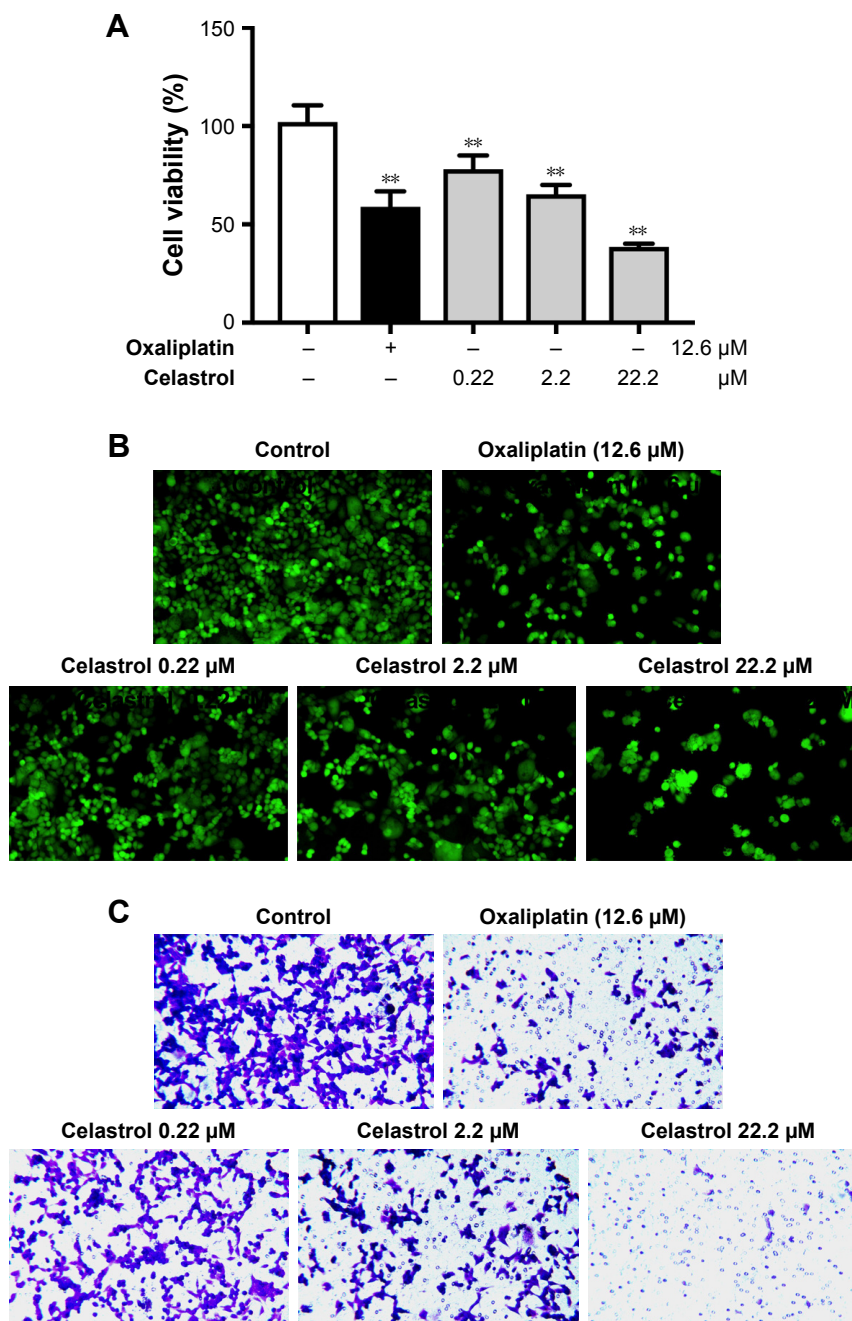 A
150
100
50
0
Cell viability (%)
**
**
**
**
Oxaliplatin – + – – – 12.6 µM
Celastrol – – 0.22 2.2 22.2 µM
B
Control Oxaliplatin (12.6 µM)
Celastrol 0.22 µM Celastrol 2.2 µM Celastrol 22.2 µM
C
Control Oxaliplatin (12.6 µM)
Celastrol 0.22 µM Celastrol 2.2 µM Celastrol 22.2 µM